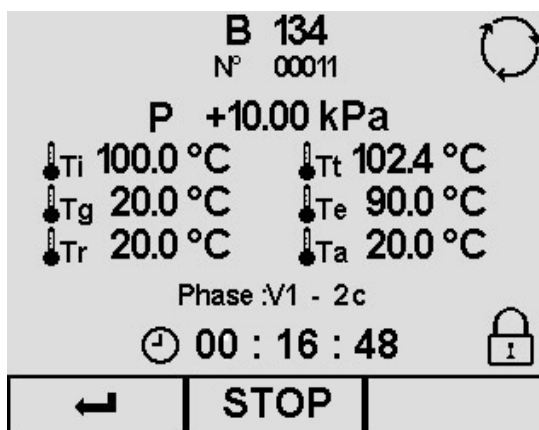 B 134
N° 00011
P +10.00 kPa
Ti 100.0 °C Tt 102.4 °C
Tg 20.0 °C Te 90.0 °C
Tr 20.0 °C Ta 20.0 °C
Phase :V1 - 2c
00 : 16 : 48
STOP